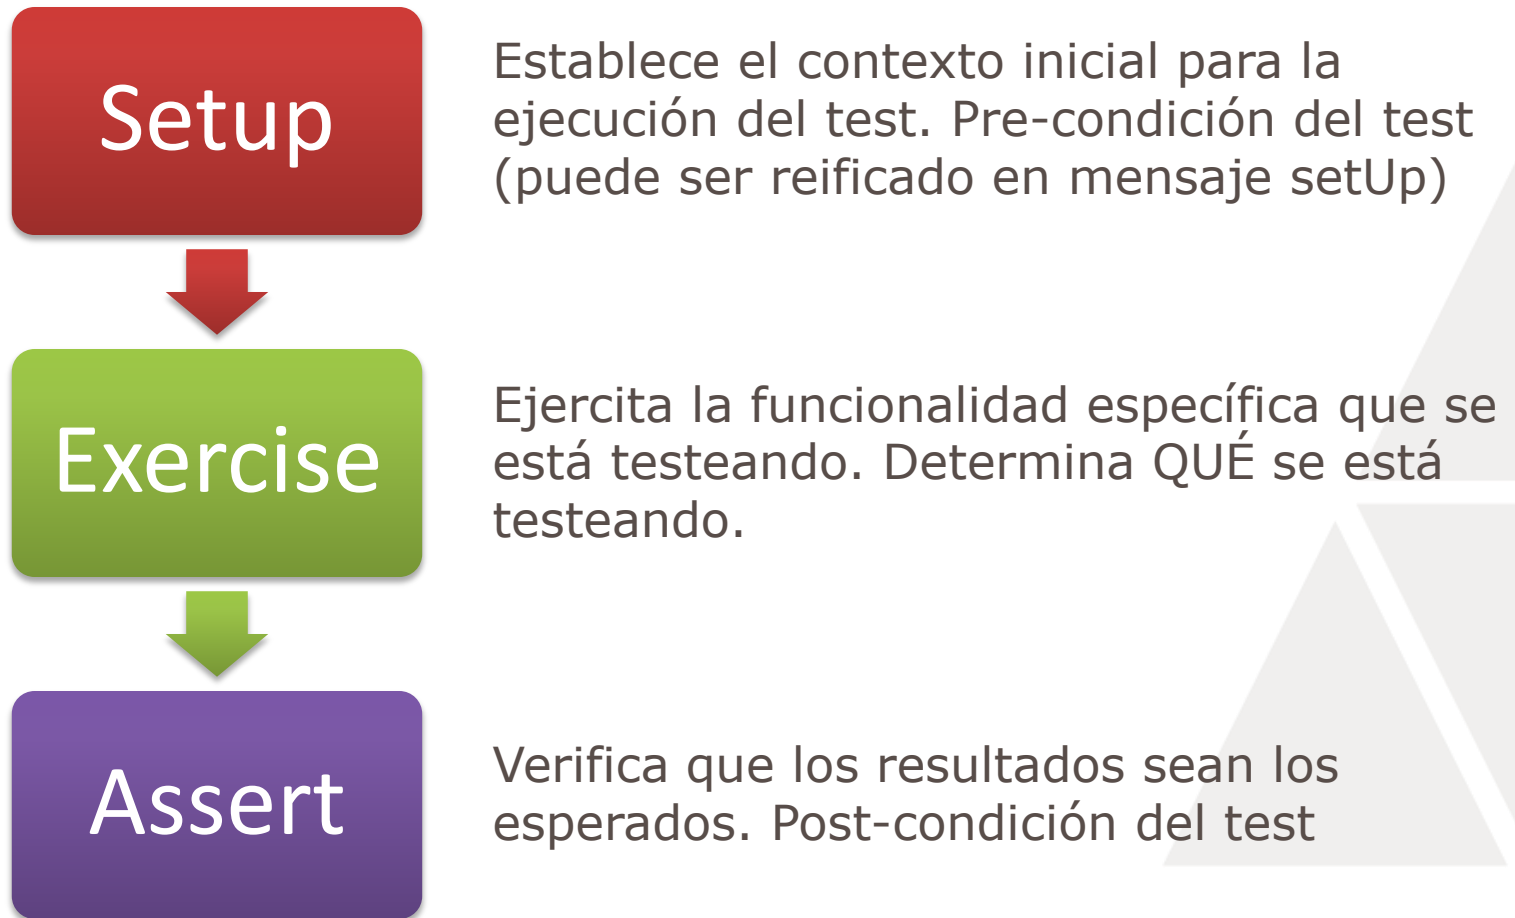 Setup
Establece el contexto inicial para la
ejecución del test. Pre-condición del test
(puede ser reificado en mensaje setUp)
Exercise
Ejercita la funcionalidad específica que se
está testeando. Determina QUÉ se está
testeando.
Assert
Verifica que los resultados sean los
esperados. Post-condición del test